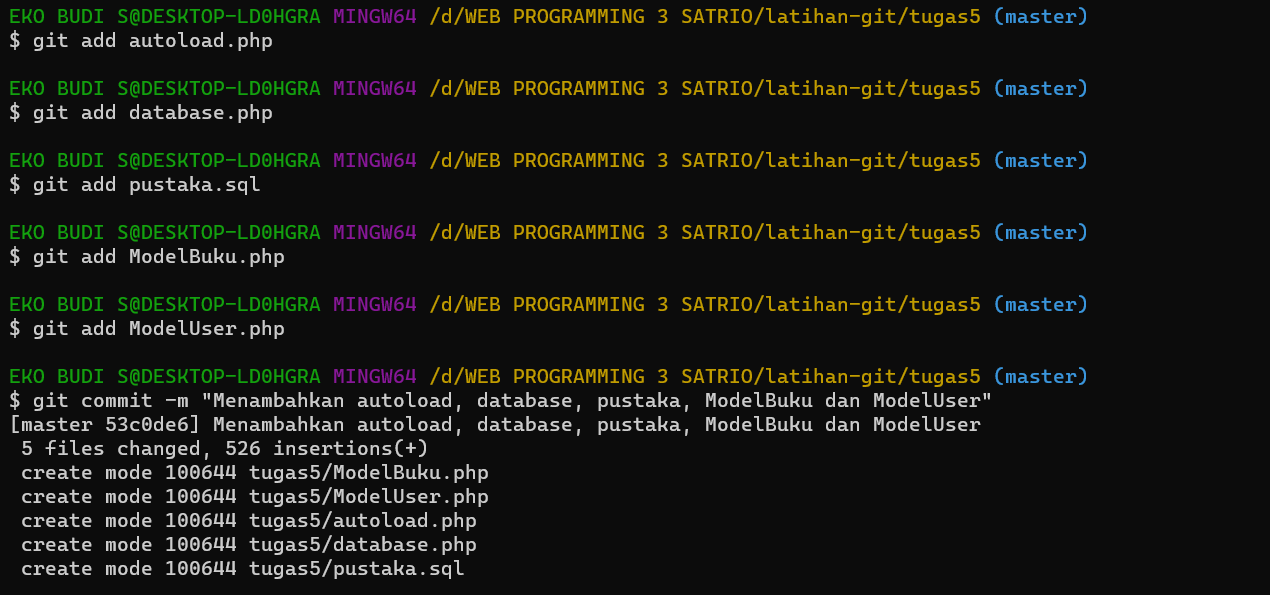 EKO BUDI S@DESKTOP-LD0HGRA MINGW64 /d/WEB PROGRAMMING 3 SATRIO/latihan-git/tugas5 (master)
$ git add autoload.php
EKO BUDI S@DESKTOP-LD0HGRA MINGW64 /d/WEB PROGRAMMING 3 SATRIO/latihan-git/tugas5 (master)
$ git add database.php
EKO BUDI S@DESKTOP-LD0HGRA MINGW64 /d/WEB PROGRAMMING 3 SATRIO/latihan-git/tugas5 (master)
$ git add pustaka.sql
EKO BUDI S@DESKTOP-LD0HGRA MINGW64 /d/WEB PROGRAMMING 3 SATRIO/latihan-git/tugas5 (master)
$ git add ModelBuku.php
EKO BUDI S@DESKTOP-LD0HGRA MINGW64 /d/WEB PROGRAMMING 3 SATRIO/latihan-git/tugas5 (master)
$ git add ModelUser.php
EKO BUDI S@DESKTOP-LD0HGRA MINGW64 /d/WEB PROGRAMMING 3 SATRIO/latihan-git/tugas5 (master)
$ git commit -m "Menambahkan autoload, database, pustaka, ModelBuku dan ModelUser"
[master 53c0de6] Menambahkan autoload, database, pustaka, ModelBuku dan ModelUser
 5 files changed, 526 insertions(+)
 create mode 100644 tugas5/ModelBuku.php
 create mode 100644 tugas5/ModelUser.php
 create mode 100644 tugas5/autoload.php
 create mode 100644 tugas5/database.php
 create mode 100644 tugas5/pustaka.sql